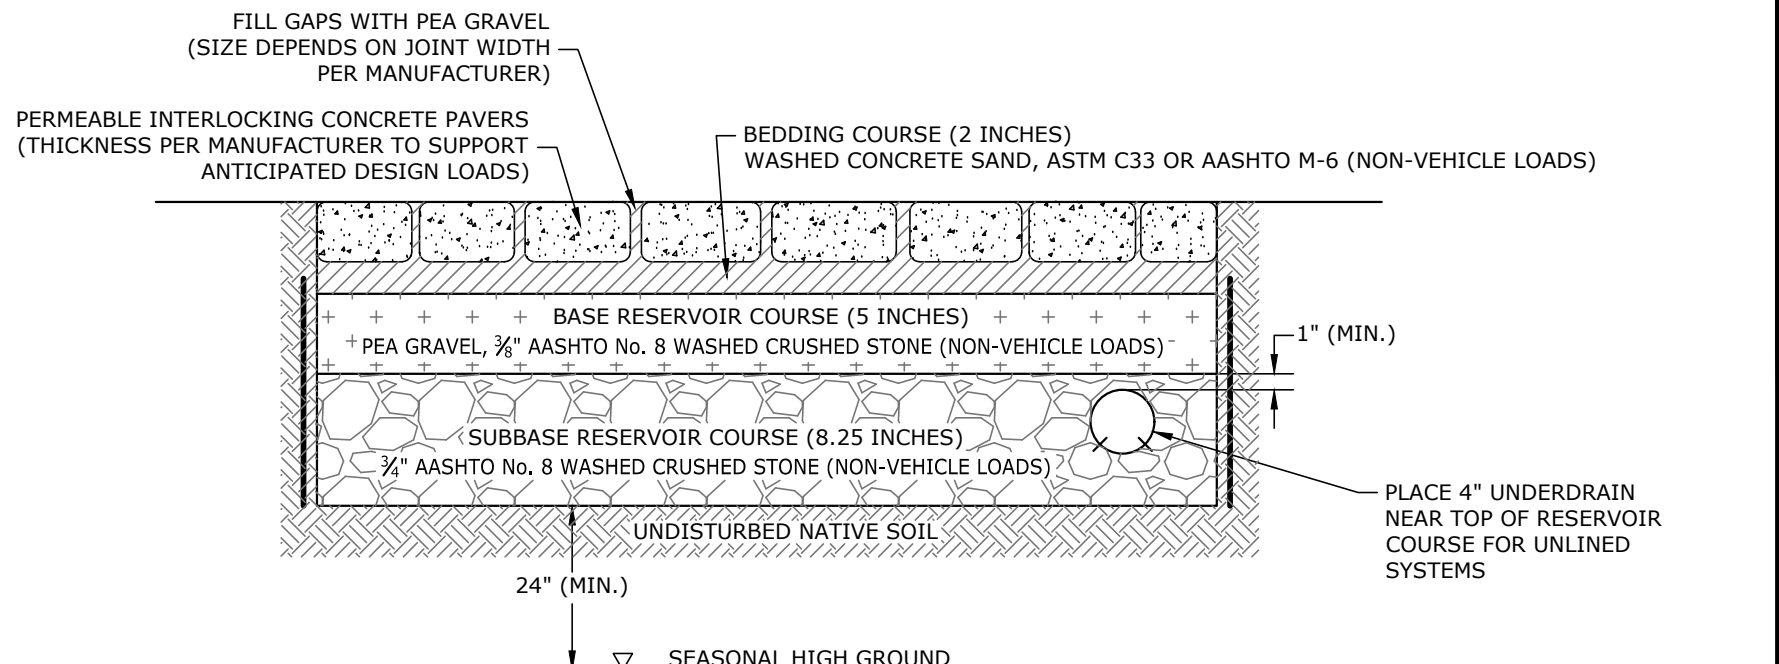 FILL GAPS WITH PEA GRAVEL
(SIZE DEPENDS ON JOINT WIDTH
PER MANUFACTURER)
PERMEABLE INTERLOCKING CONCRETE PAVERS
(THICKNESS PER MANUFACTURER TO SUPPORT
ANTICIPATED DESIGN LOADS)
BEDDING COURSE (2 INCHES)
WASHED CONCRETE SAND, ASTM C33 OR AASHTO M-6 (NON-VEHICLE LOADS)
BASE RESERVOIR COURSE (5 INCHES)
PEA GRAVEL, ⅜" AASHTO No. 8 WASHED CRUSHED STONE (NON-VEHICLE LOADS)
1" (MIN.)
SUBBASE RESERVOIR COURSE (8.25 INCHES)
¾" AASHTO No. 8 WASHED CRUSHED STONE (NON-VEHICLE LOADS)
PLACE 4" UNDERDRAIN
NEAR TOP OF RESERVOIR
COURSE FOR UNLINED
SYSTEMS
UNDISTURBED NATIVE SOIL
24" (MIN.)
SEASONAL HIGH GROUND